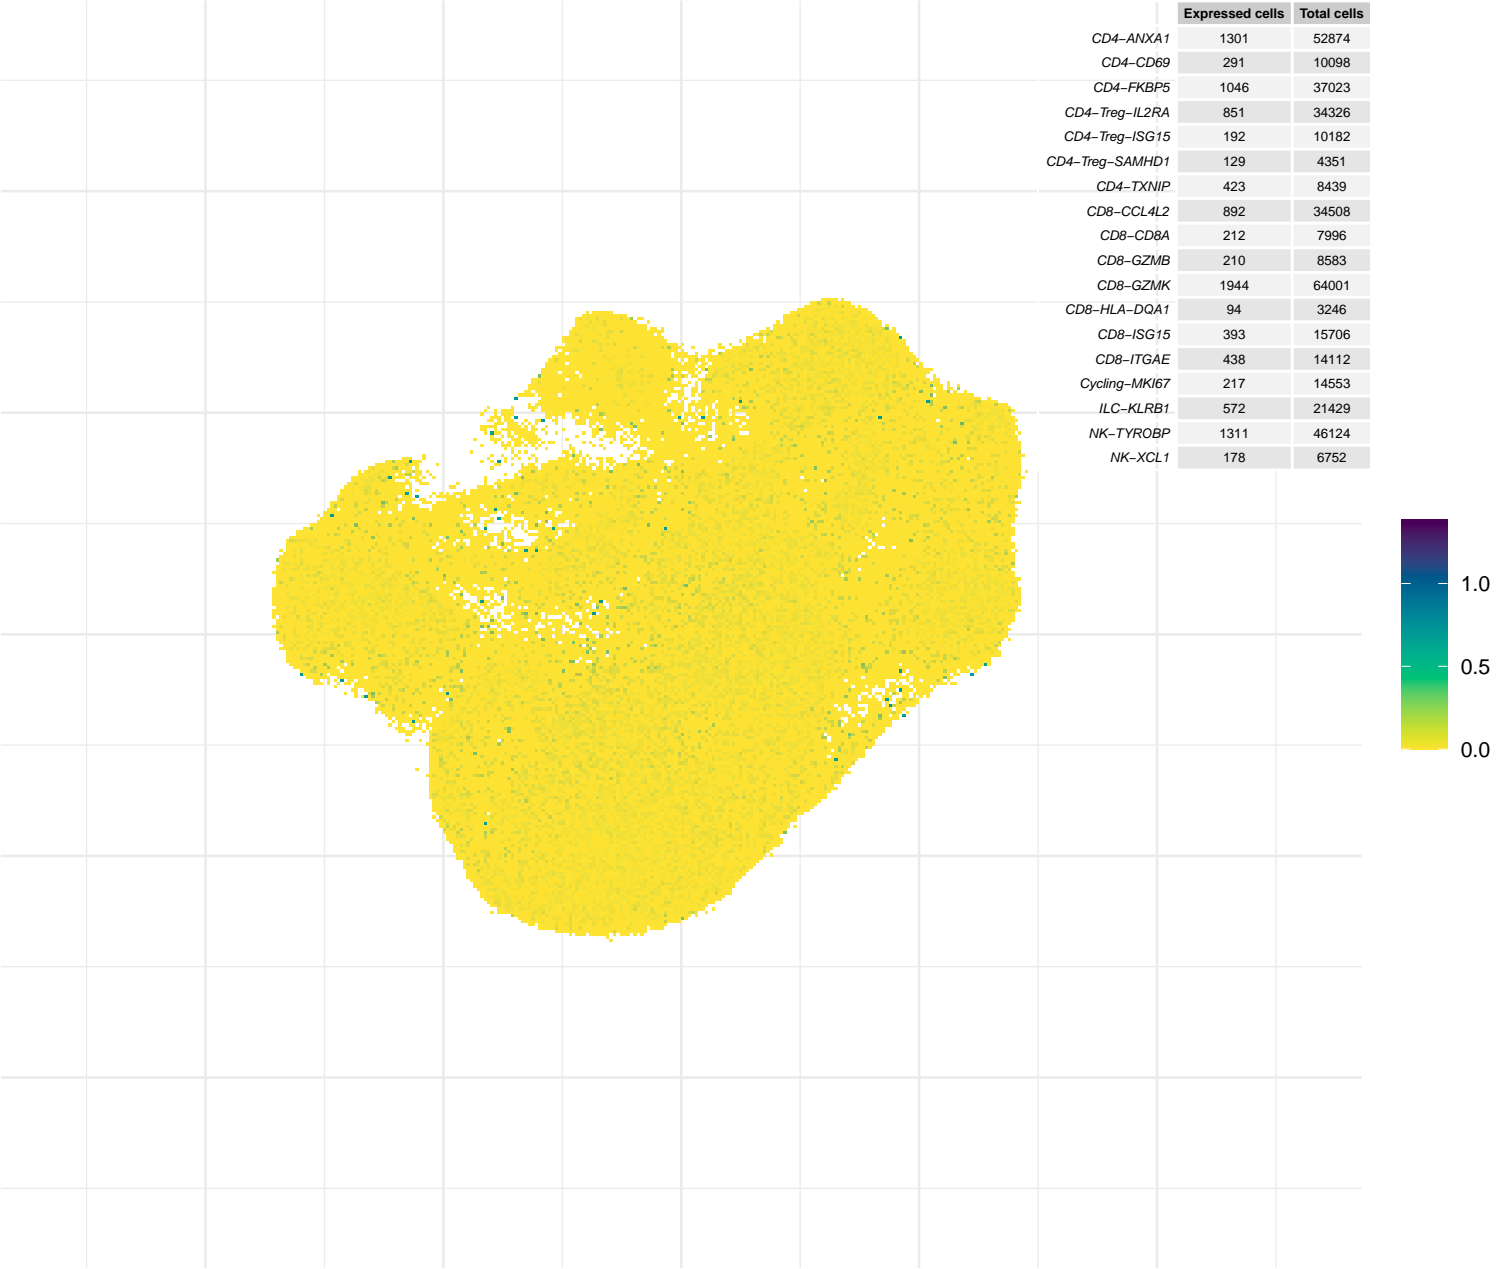 Expressed cells Total cells
CD4−ANXA1 1301 52874
CD4−CD69 291 10098
CD4−FKBP5 1046 37023
CD4−Treg−IL2RA 851 34326
CD4−Treg−ISG15 192 10182
CD4−Treg−SAMHD1 129 4351
CD4−TXNIP 423 8439
CD8−CCL4L2 892 34508
CD8−CD8A 212 7996
CD8−GZMB 210 8583
CD8−GZMK 1944 64001
CD8−HLA−DQA1 94 3246
CD8−ISG15 393 15706
CD8−ITGAE 438 14112
Cycling−MKI67 217 14553
ILC−KLRB1 572 21429
NK−TYROBP 1311 46124
NK−XCL1 178 6752
1.0
0.5
0.0